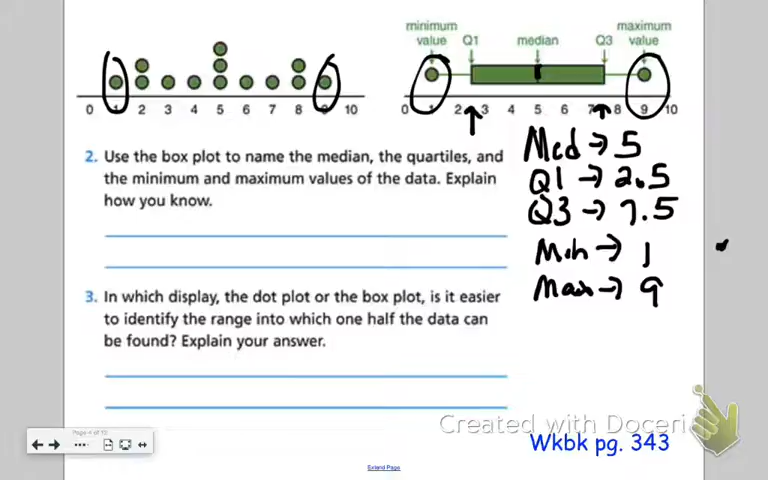 minimum value Q1 median Q3 maximum value
0 1 2 3 4 5 6 7 8 9 10
0 1 2 3 4 5 6 7 8 9 10
2. Use the box plot to name the median, the quartiles, and
the minimum and maximum values of the data. Explain
how you know.
Med → 5
Q1 → 2.5
Q3 → 7.5
Min → 1
Max → 9
3. In which display, the dot plot or the box plot, is it easier
to identify the range into which one half the data can
be found? Explain your answer.
Created with Doceri
Wkbk pg. 343
Page 4 of 10
Extend Page